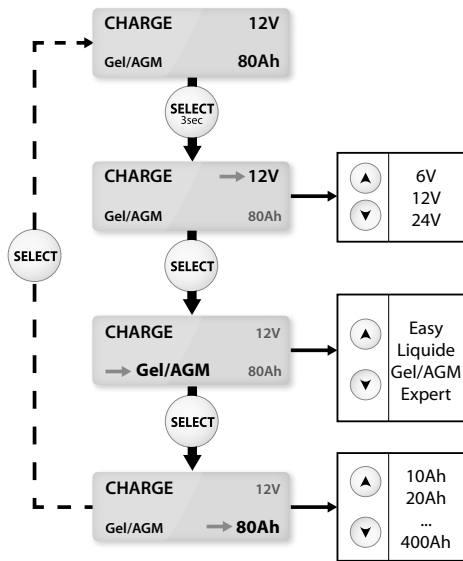 CHARGE 12V
Gel/AGM 80Ah
SELECT
3sec
CHARGE 12V
Gel/AGM 80Ah
6V
12V
24V
SELECT
SELECT
CHARGE 12V
Gel/AGM 80Ah
Easy
Liquide
Gel/AGM
Expert
SELECT
CHARGE 12V
Gel/AGM 80Ah
10Ah
20Ah
...
400Ah